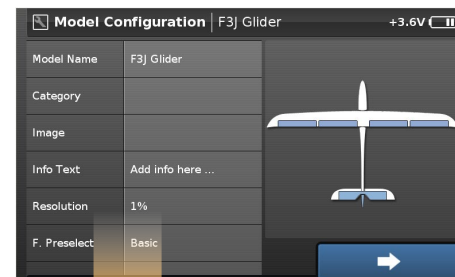 Model Configuration F3J Glider +3.6V
Model Name F3J Glider
Category
Image
Info Text Add info here ...
Resolution 1%
F. Preselect Basic